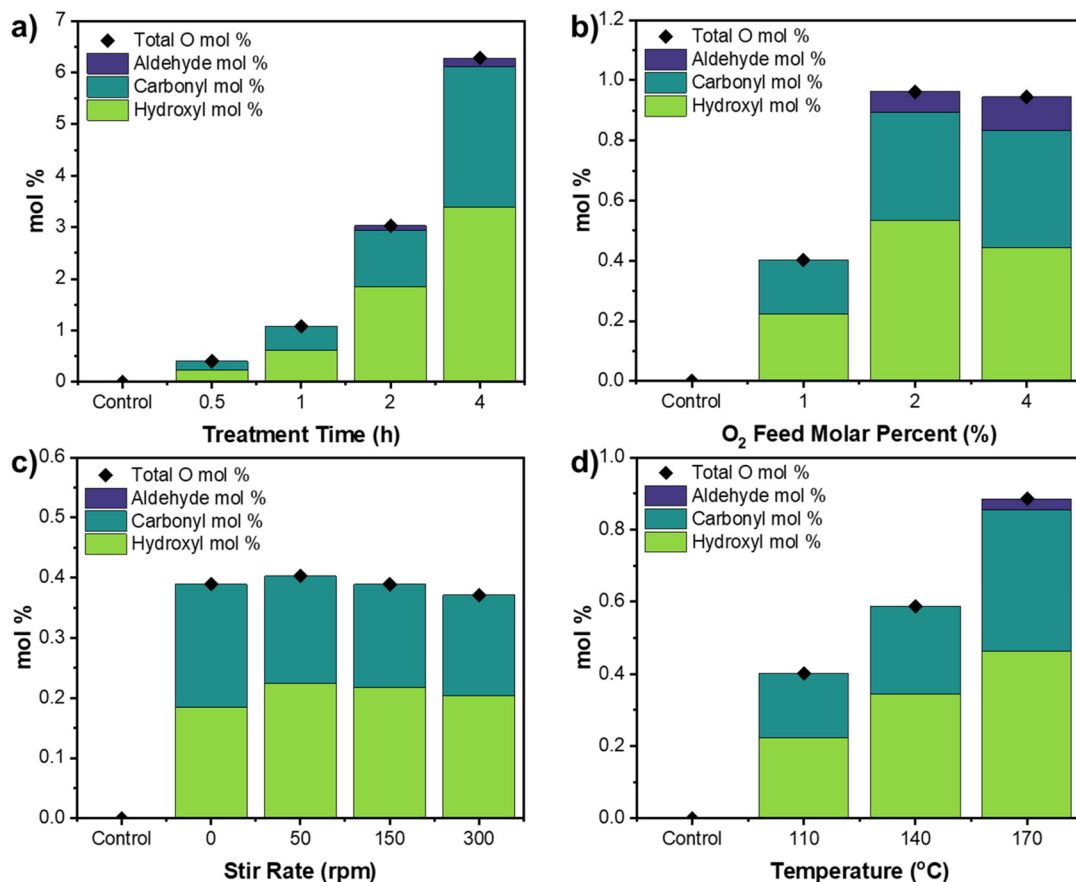 a)
Total O mol %
Aldehyde mol %
Carbonyl mol %
Hydroxyl mol %
7
6
5
4
3
2
1
0
mol %
Control 0.5 1 2 4
Treatment Time (h)
b)
Total O mol %
Aldehyde mol %
Carbonyl mol %
Hydroxyl mol %
1.2
1.0
0.8
0.6
0.4
0.2
0.0
mol %
Control 1 2 4
O₂ Feed Molar Percent (%)
c)
Total O mol %
Aldehyde mol %
Carbonyl mol %
Hydroxyl mol %
0.6
0.5
0.4
0.3
0.2
0.1
0.0
mol %
Control 0 50 150 300
Stir Rate (rpm)
d)
Total O mol %
Aldehyde mol %
Carbonyl mol %
Hydroxyl mol %
1.0
0.8
0.6
0.4
0.2
0.0
mol %
Control 110 140 170
Temperature (°C)